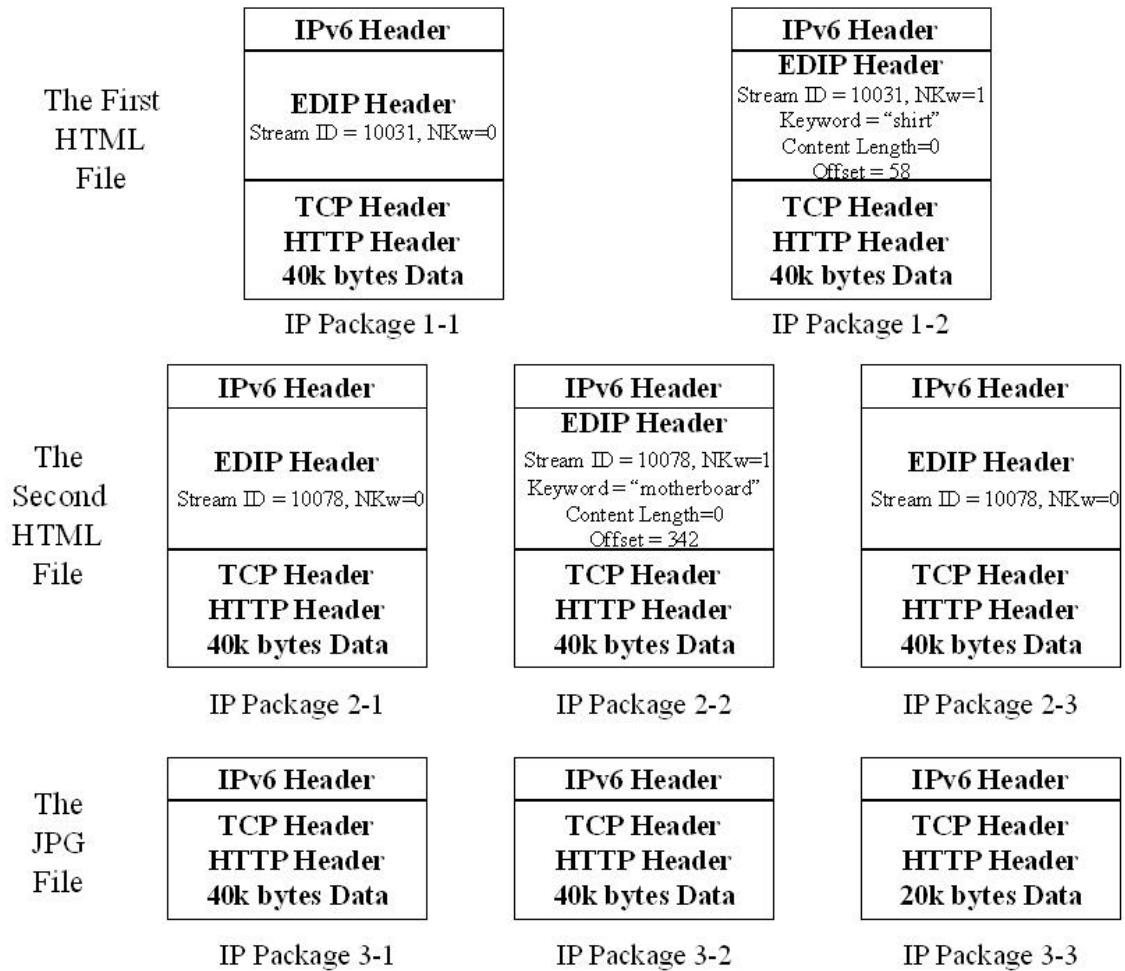 The First
HTML
File
IPv6 Header
EDIP Header
Stream ID = 10031, NKw=0
TCP Header
HTTP Header
40k bytes Data
IP Package 1-1
IPv6 Header
EDIP Header
Stream ID = 10031, NKw=1
Keyword = “shirt”
Content Length=0
Offset = 58
TCP Header
HTTP Header
40k bytes Data
IP Package 1-2
The
Second
HTML
File
IPv6 Header
EDIP Header
Stream ID = 10078, NKw=0
TCP Header
HTTP Header
40k bytes Data
IP Package 2-1
IPv6 Header
EDIP Header
Stream ID = 10078, NKw=1
Keyword = “motherboard”
Content Length=0
Offset = 342
TCP Header
HTTP Header
40k bytes Data
IP Package 2-2
IPv6 Header
EDIP Header
Stream ID = 10078, NKw=0
TCP Header
HTTP Header
40k bytes Data
IP Package 2-3
The
JPG
File
IPv6 Header
TCP Header
HTTP Header
40k bytes Data
IP Package 3-1
IPv6 Header
TCP Header
HTTP Header
40k bytes Data
IP Package 3-2
IPv6 Header
TCP Header
HTTP Header
20k bytes Data
IP Package 3-3